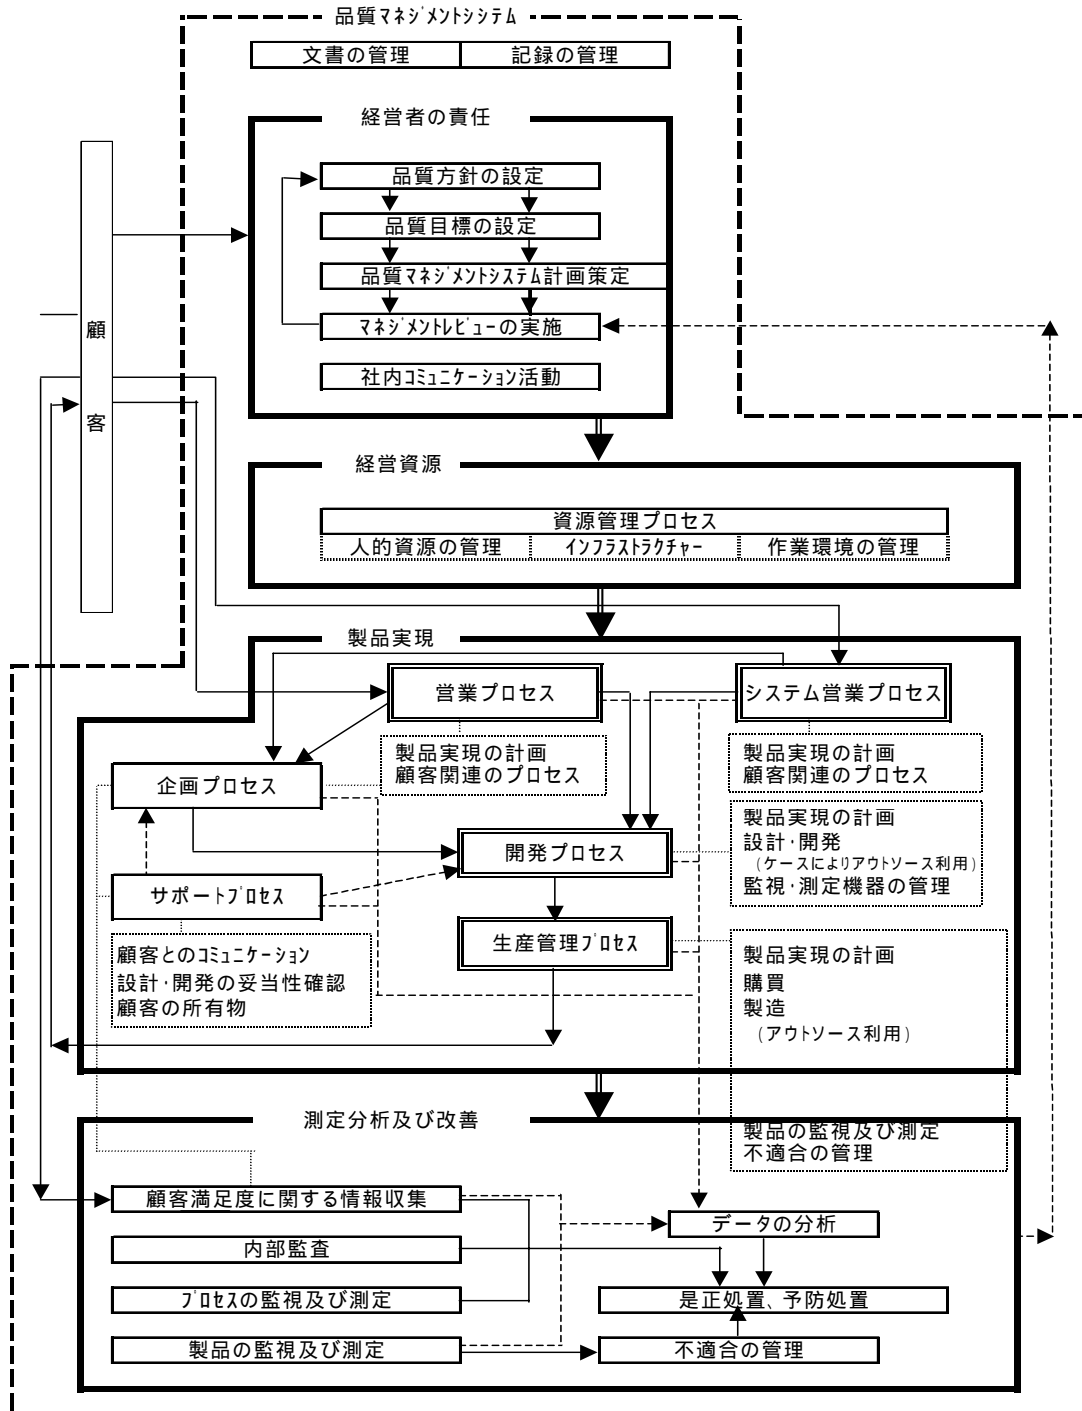 品質ﾏﾈｼﾞﾒﾝﾄｼｽﾃﾑ
文書の管理 記録の管理
経営者の責任
品質方針の設定
品質目標の設定
品質ﾏﾈｼﾞﾒﾝﾄｼｽﾃﾑ計画策定
ﾏﾈｼﾞﾒﾝﾄﾚﾋﾞｭｰの実施
社内ｺﾐｭﾆｹｰｼｮﾝ活動
顧
客
経営資源
資源管理プロセス
人的資源の管理 ｲﾝﾌﾗｽﾄﾗｸﾁｬｰ 作業環境の管理
製品実現
営業プロセス
システム営業プロセス
製品実現の計画
顧客関連のプロセス
製品実現の計画
顧客関連のプロセス
企画プロセス
製品実現の計画
設計･開発
(ケースによりアウトソース利用)
監視･測定機器の管理
開発プロセス
サポートプロセス
生産管理プロセス
顧客とのｺﾐｭﾆｹｰｼｮﾝ
設計･開発の妥当性確認
顧客の所有物
製品実現の計画
購買
製造
(アウトソース利用)
製品の監視及び測定
不適合の管理
測定分析及び改善
顧客満足度に関する情報収集
データの分析
内部監査
ﾌﾟﾛｾｽの監視及び測定
是正処置、予防処置
製品の監視及び測定
不適合の管理